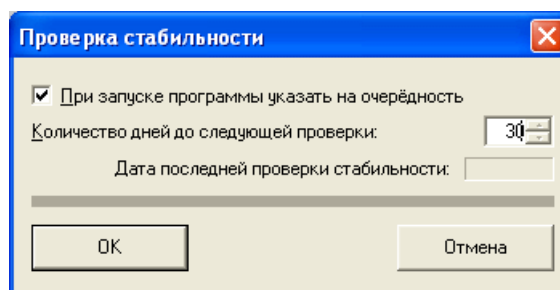 Проверка стабильности
При запуске программы указать на очерёдность
Количество дней до следующей проверки: 30
Дата последней проверки стабильности:
OK Отмена